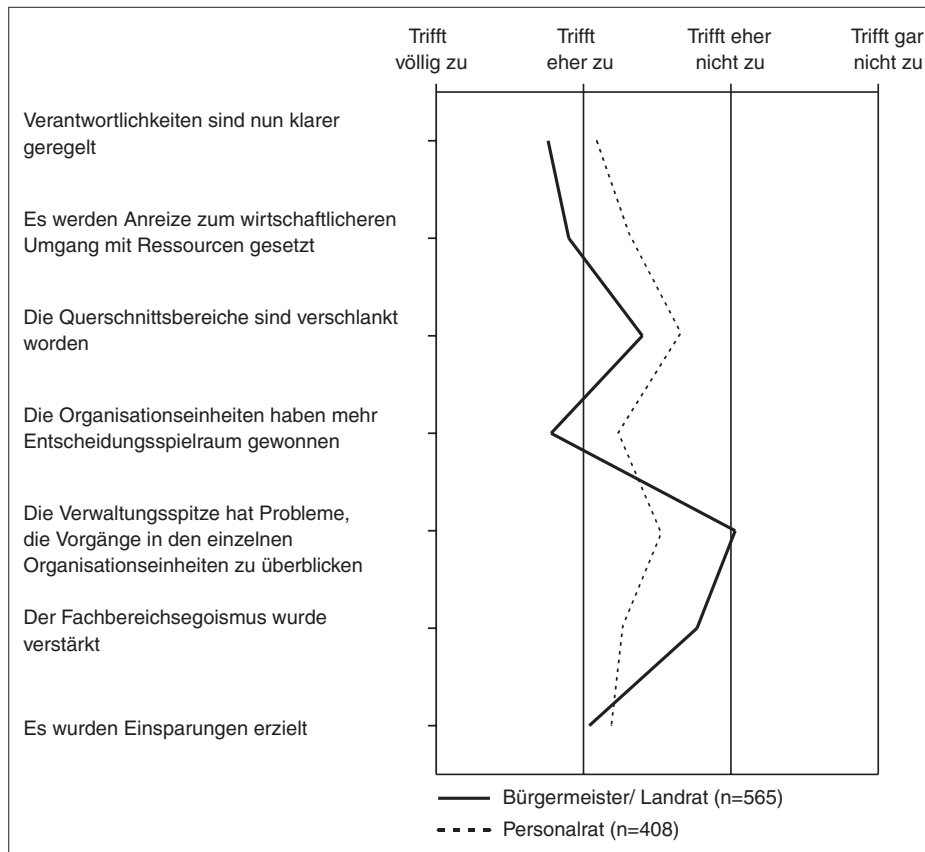 Trifft
völlig zu
Trifft
eher zu
Trifft eher
nicht zu
Trifft gar
nicht zu
Verantwortlichkeiten sind nun klarer
geregelt
Es werden Anreize zum wirtschaftlicheren
Umgang mit Ressourcen gesetzt
Die Querschnittsbereiche sind verschlankt
worden
Die Organisationseinheiten haben mehr
Entscheidungsspielraum gewonnen
Die Verwaltungsspitze hat Probleme,
die Vorgänge in den einzelnen
Organisationseinheiten zu überblicken
Der Fachbereichsegoismus wurde
verstärkt
Es wurden Einsparungen erzielt
Bürgermeister/ Landrat (n=565)
Personalrat (n=408)